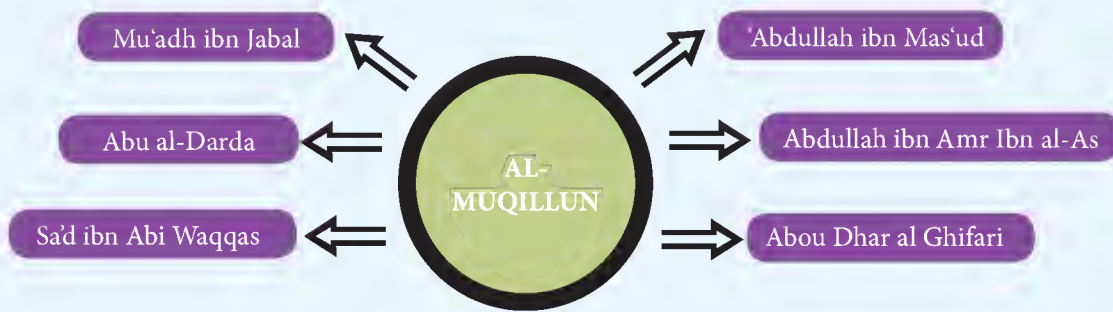 Mu‘adh ibn Jabal
‘Abdullah ibn Mas‘ud
Abu al-Darda
Abdullah ibn Amr Ibn al-As
AL-
MUQILLUN
Sa’d ibn Abi Waqqas
Abou Dhar al Ghifari